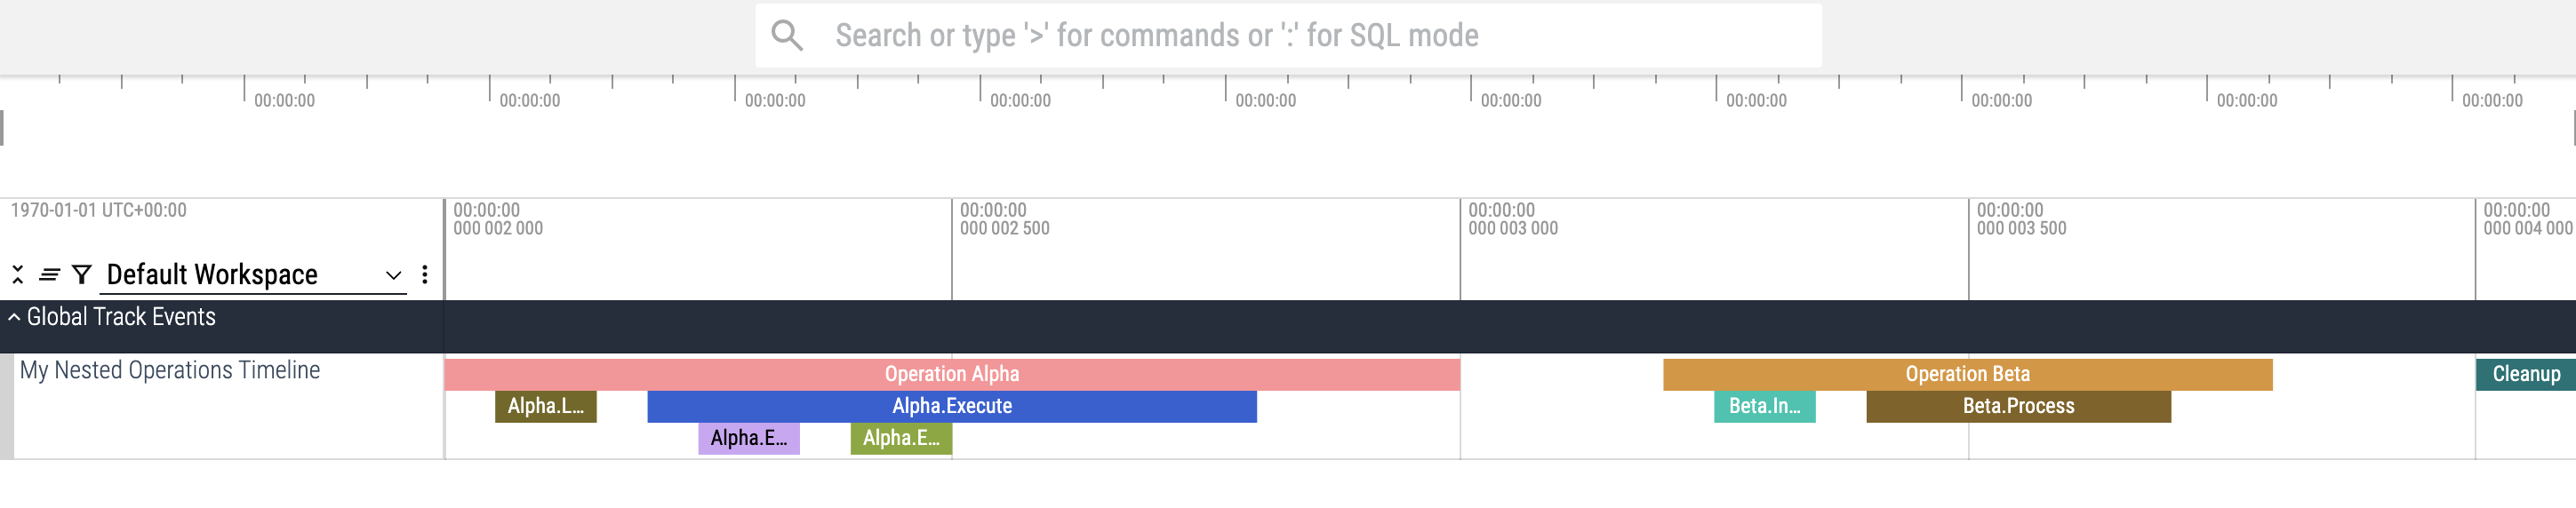 Search or type '>' for commands or ':' for SQL mode
00:00:00 00:00:00 00:00:00 00:00:00 00:00:00 00:00:00 00:00:00 00:00:00 00:00:00 00:00:00
1970-01-01 UTC+00:00
00:00:00 00:00:00 00:00:00 00:00:00 00:00:00
000 002 000 000 002 500 000 003 000 000 003 500 000 004 000
Default Workspace
Global Track Events
My Nested Operations Timeline
Operation Alpha Operation Beta Cleanup
Alpha.L... Alpha.Execute Beta.In... Beta.Process
Alpha.E... Alpha.E...